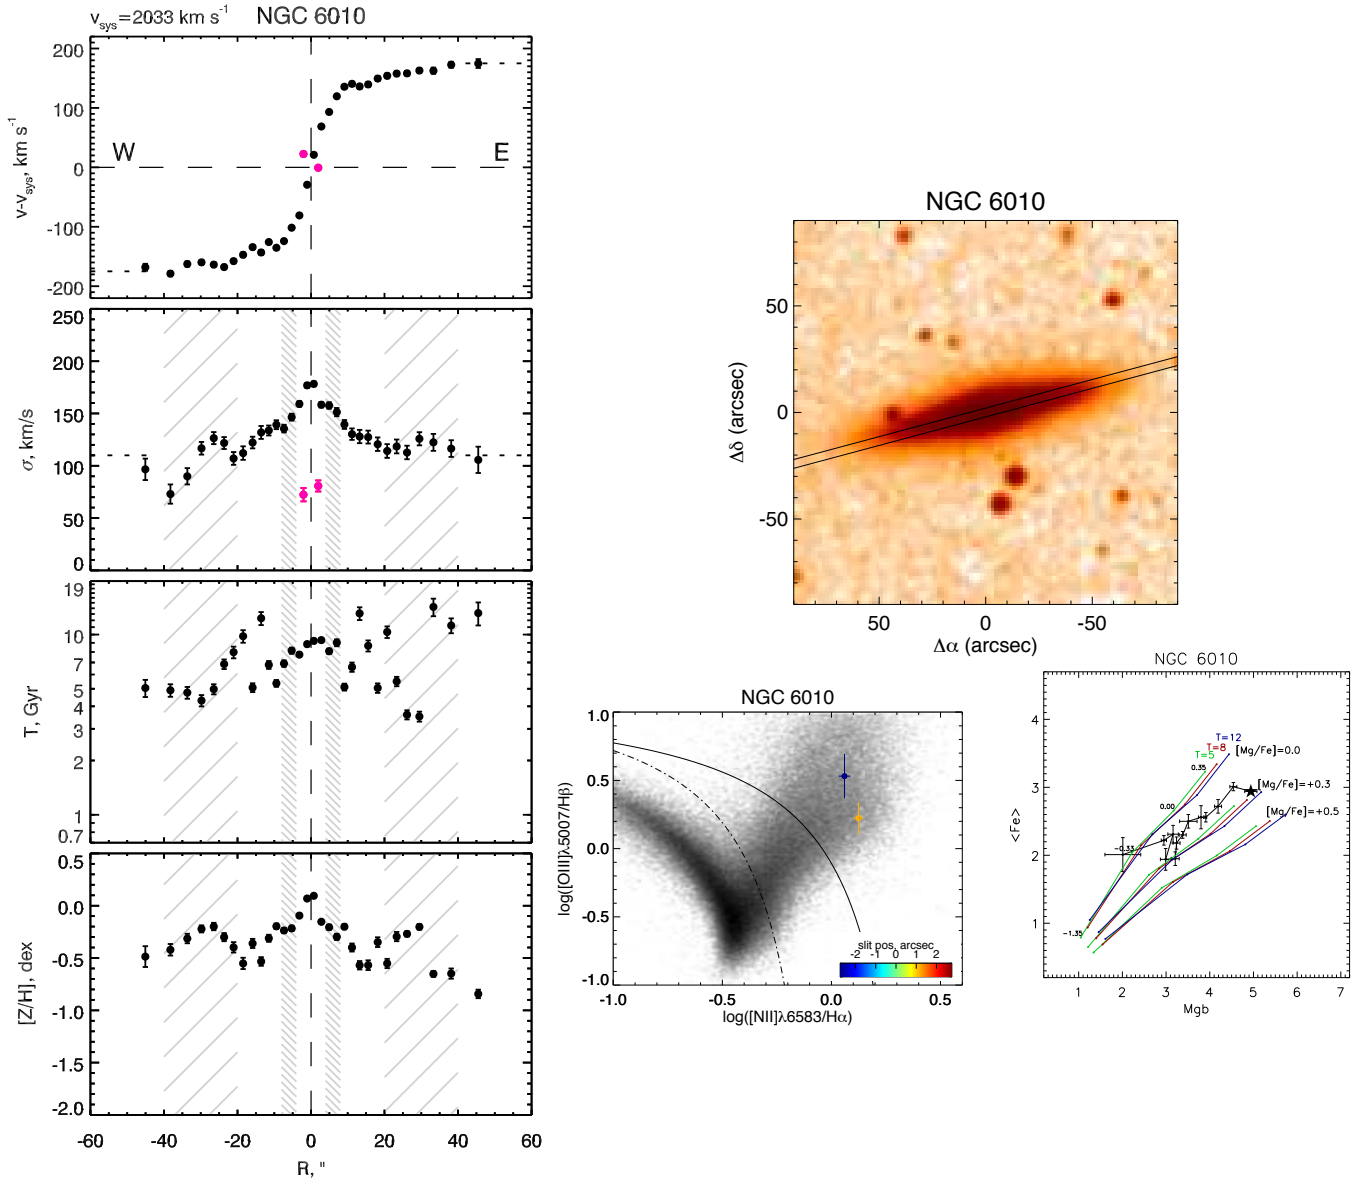 v_sys=2033 km s⁻¹ NGC 6010
200
100
0
-100
-200
v-v_sys, km s⁻¹
W
E
250
200
150
100
50
0
σ, km/s
19
10
7
5
4
3
2
1
0.7
T, Gyr
0.5
0.0
-0.5
-1.0
-1.5
-2.0
[Z/H], dex
-60 -40 -20 0 20 40 60
R, "
NGC 6010
50
0
-50
Δδ (arcsec)
50 0 -50
Δα (arcsec)
NGC 6010
1.0
0.5
0.0
-0.5
-1.0
log([OIII]λ5007/Hβ)
slit pos. arcsec
-2 -1 0 1 2
-1.0 -0.5 0.0 0.5
log([NII]λ6583/Hα)
NGC 6010
4
3
2
1
<Fe>
T=12
T=8
T=5
[Mg/Fe]=0.0
0.35
[Mg/Fe]=+0.3
0.00
[Mg/Fe]=+0.5
-0.33
-1.35
1 2 3 4 5 6 7
Mgb